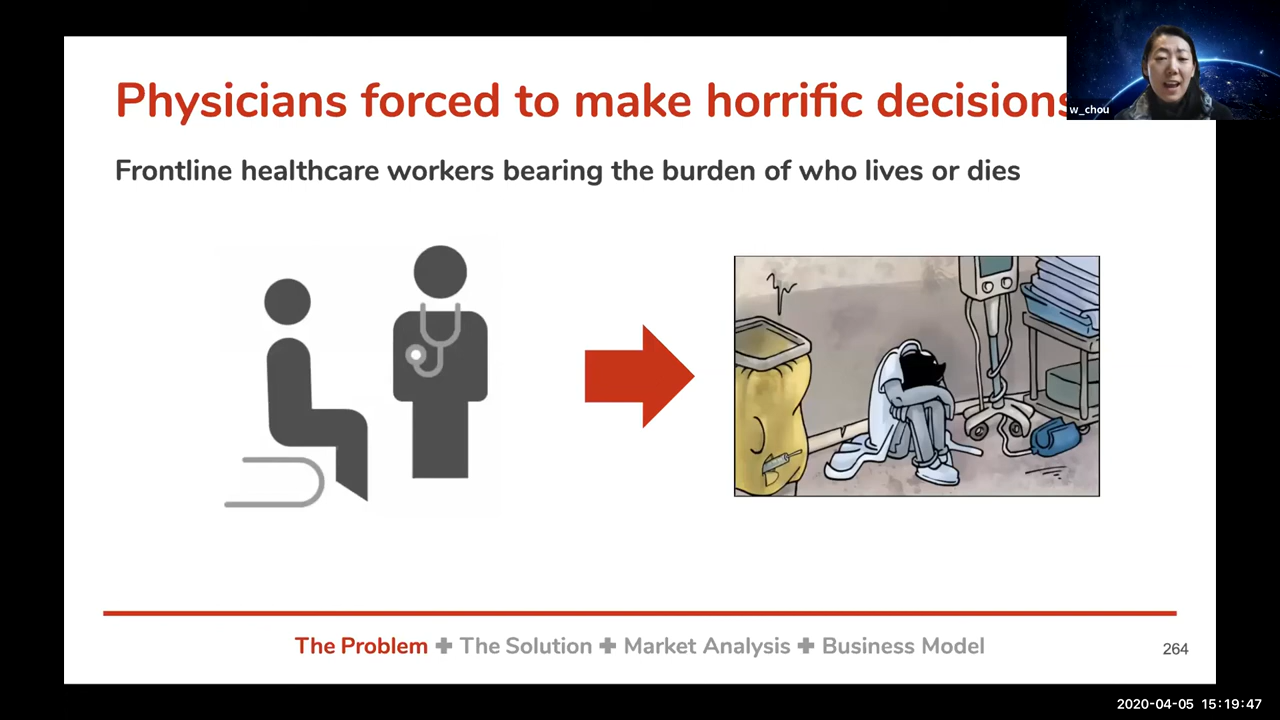 Physicians forced to make horrific decisions
w_chou
Frontline healthcare workers bearing the burden of who lives or dies
The Problem ✚ The Solution ✚ Market Analysis ✚ Business Model
264
2020-04-05 15:19:47